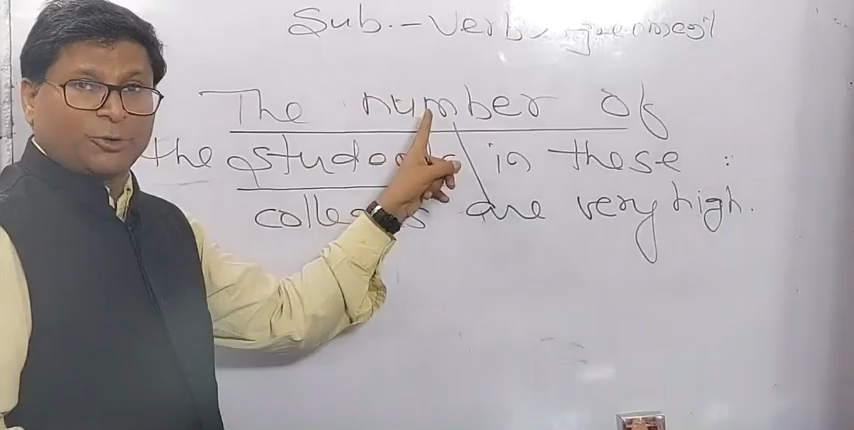 Sub. - Verb
The number of
the students in these
colleges are very high.